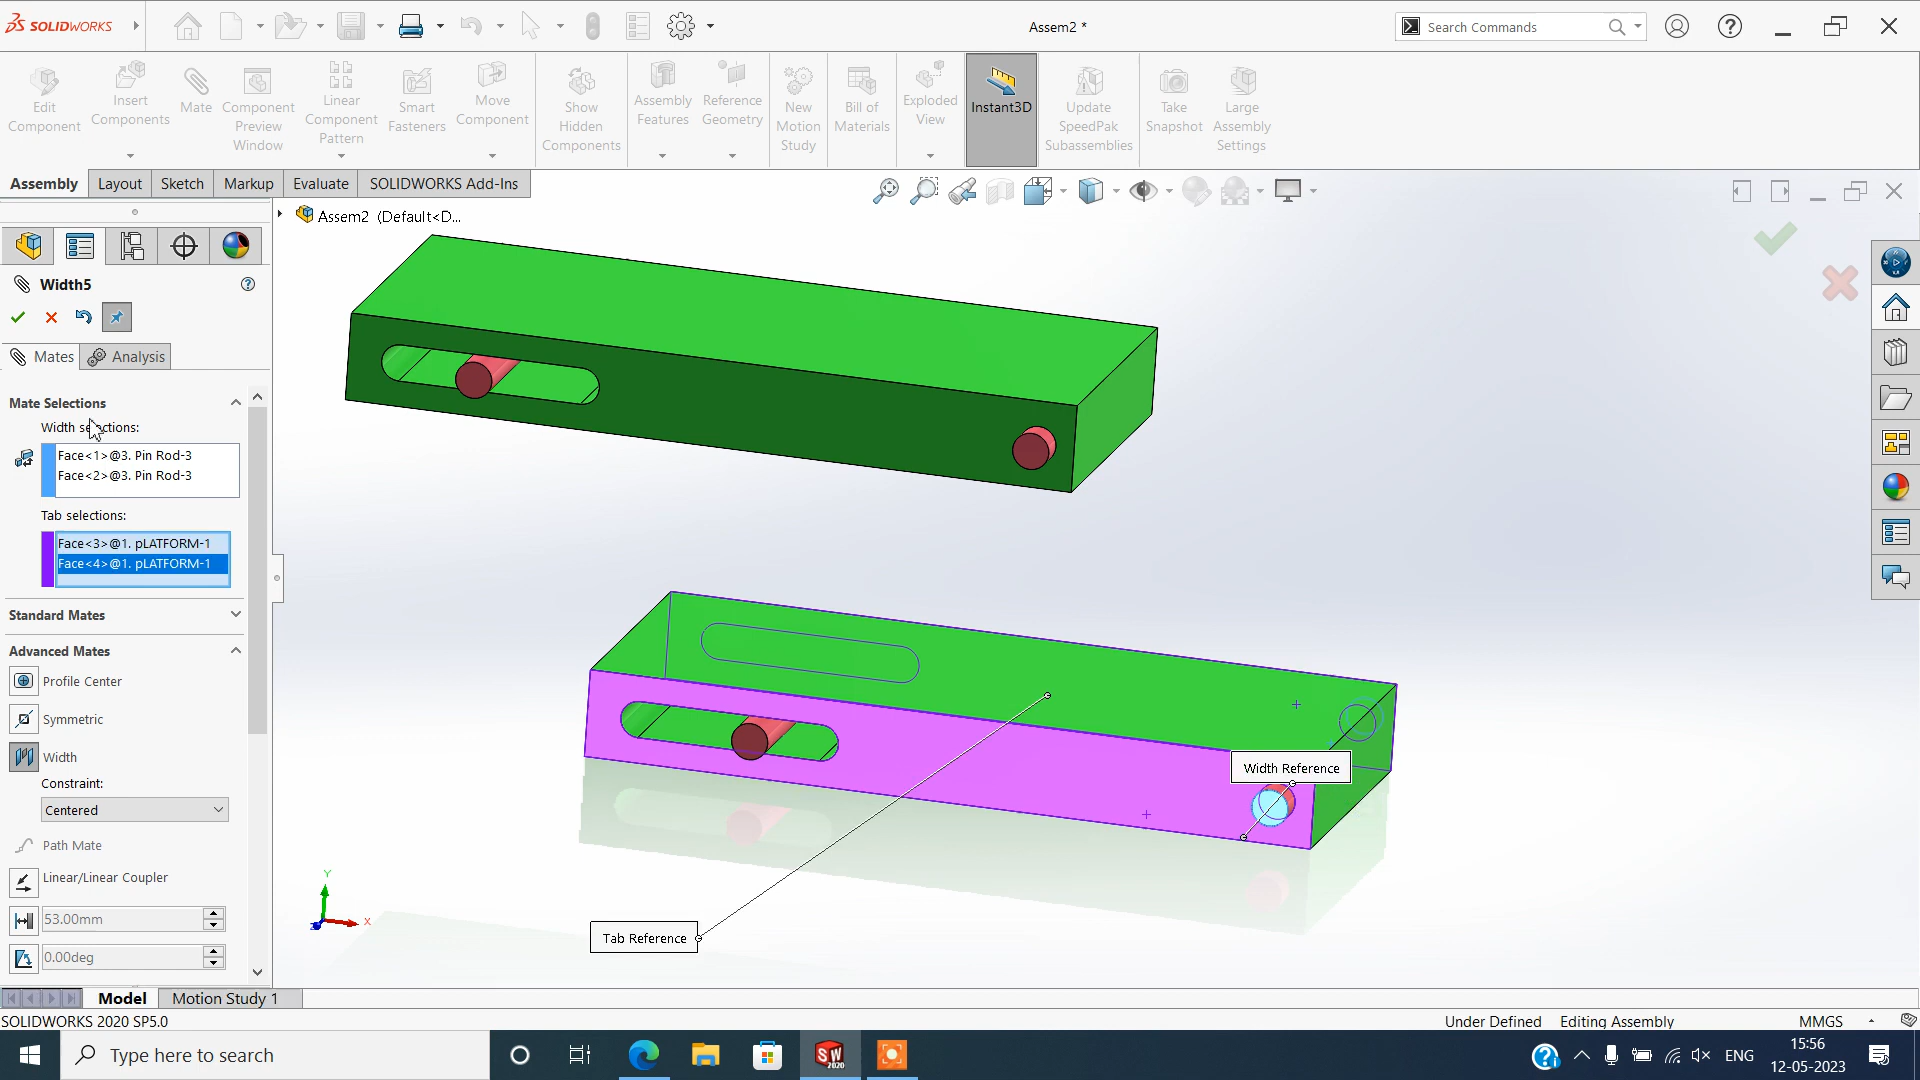 SOLIDWORKS
Assem2 *
Search Commands
Edit Component
Insert Components
Mate
Component Preview Window
Linear Component Pattern
Smart Fasteners
Move Component
Show Hidden Components
Assembly Features
Reference Geometry
New Motion Study
Bill of Materials
Exploded View
Instant3D
Update SpeedPak Subassemblies
Take Snapshot
Large Assembly Settings
Assembly
Layout
Sketch
Markup
Evaluate
SOLIDWORKS Add-Ins
Assem2 (Default<D...
Width5
Mates
Analysis
Mate Selections
Width selections:
Face<1>@3. Pin Rod-3
Face<2>@3. Pin Rod-3
Tab selections:
Face<3>@1. pLATFORM-1
Face<4>@1. pLATFORM-1
Standard Mates
Advanced Mates
Profile Center
Symmetric
Width
Constraint:
Centered
Path Mate
Linear/Linear Coupler
53.00mm
0.00deg
Width Reference
Tab Reference
Y
X
Z
Model
Motion Study 1
SOLIDWORKS 2020 SP5.0
Under Defined
Editing Assembly
MMGS
Type here to search
SW
2020
ENG
15:56
12-05-2023